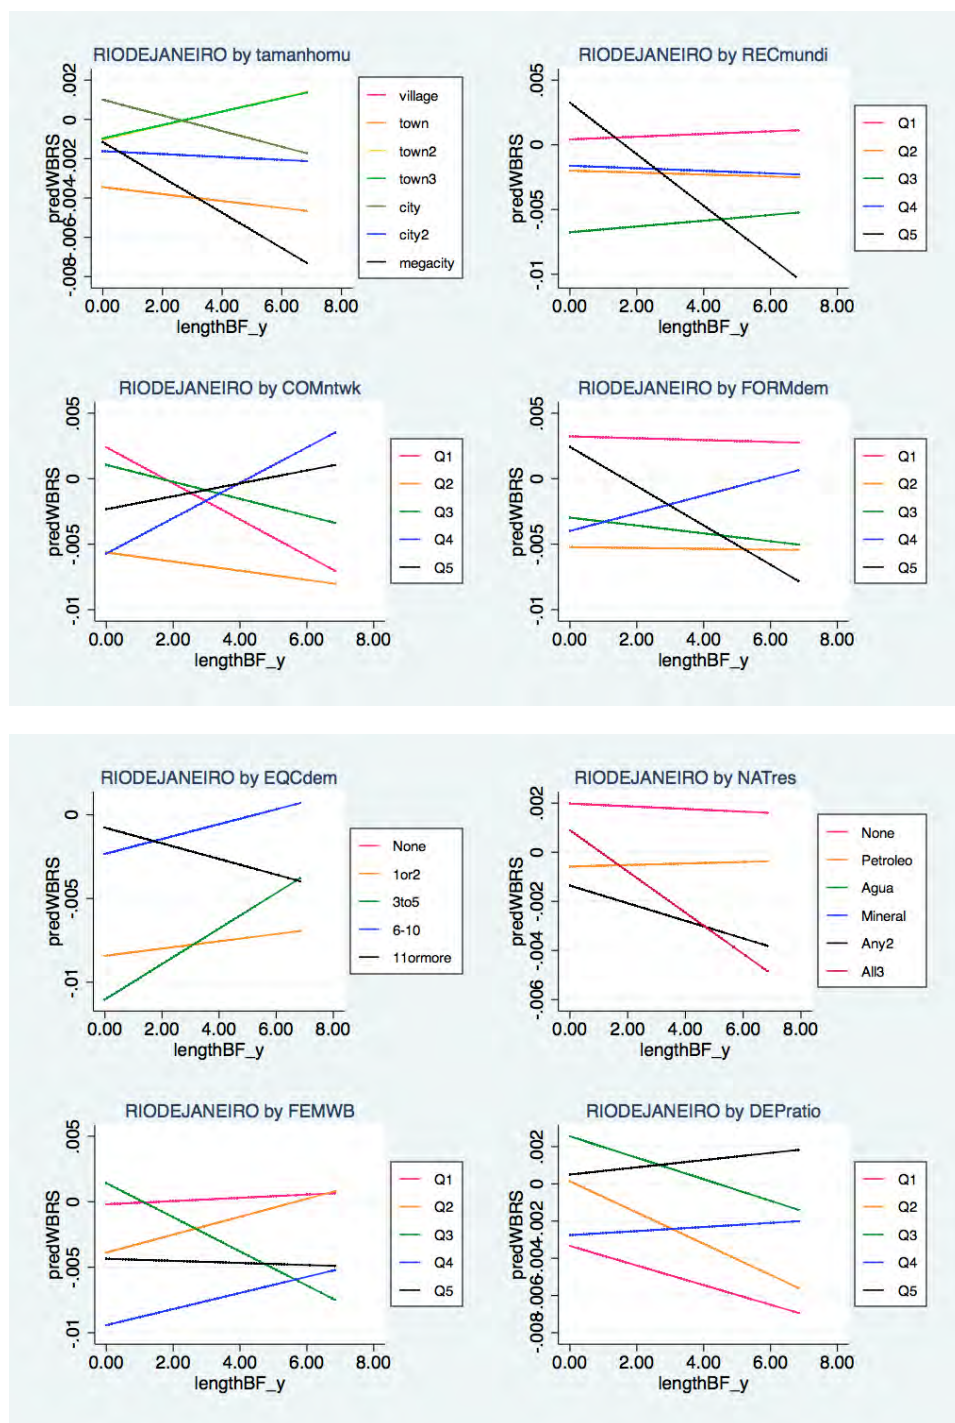 RIODEJANEIRO by tamanhomu
predWBRS
-.008-.006-.004-.002 0 .002
0.00 2.00 4.00 6.00 8.00
lengthBF_y
village
town
town2
town3
city
city2
megacity
RIODEJANEIRO by RECmundi
predWBRS
-.01 -.005 0 .005
0.00 2.00 4.00 6.00 8.00
lengthBF_y
Q1
Q2
Q3
Q4
Q5
RIODEJANEIRO by COMntwk
predWBRS
-.01 -.005 0 .005
0.00 2.00 4.00 6.00 8.00
lengthBF_y
Q1
Q2
Q3
Q4
Q5
RIODEJANEIRO by FORMdem
predWBRS
-.01 -.005 0 .005
0.00 2.00 4.00 6.00 8.00
lengthBF_y
Q1
Q2
Q3
Q4
Q5
RIODEJANEIRO by EQCdem
predWBRS
-.01 -.005 0
0.00 2.00 4.00 6.00 8.00
lengthBF_y
None
1or2
3to5
6-10
11ormore
RIODEJANEIRO by NATres
predWBRS
-.006 -.004 -.002 0 .002
0.00 2.00 4.00 6.00 8.00
lengthBF_y
None
Petroleo
Agua
Mineral
Any2
All3
RIODEJANEIRO by FEMWB
predWBRS
-.01 -.005 0 .005
0.00 2.00 4.00 6.00 8.00
lengthBF_y
Q1
Q2
Q3
Q4
Q5
RIODEJANEIRO by DEPratio
predWBRS
-.008-.006-.004-.002 0 .002
0.00 2.00 4.00 6.00 8.00
lengthBF_y
Q1
Q2
Q3
Q4
Q5